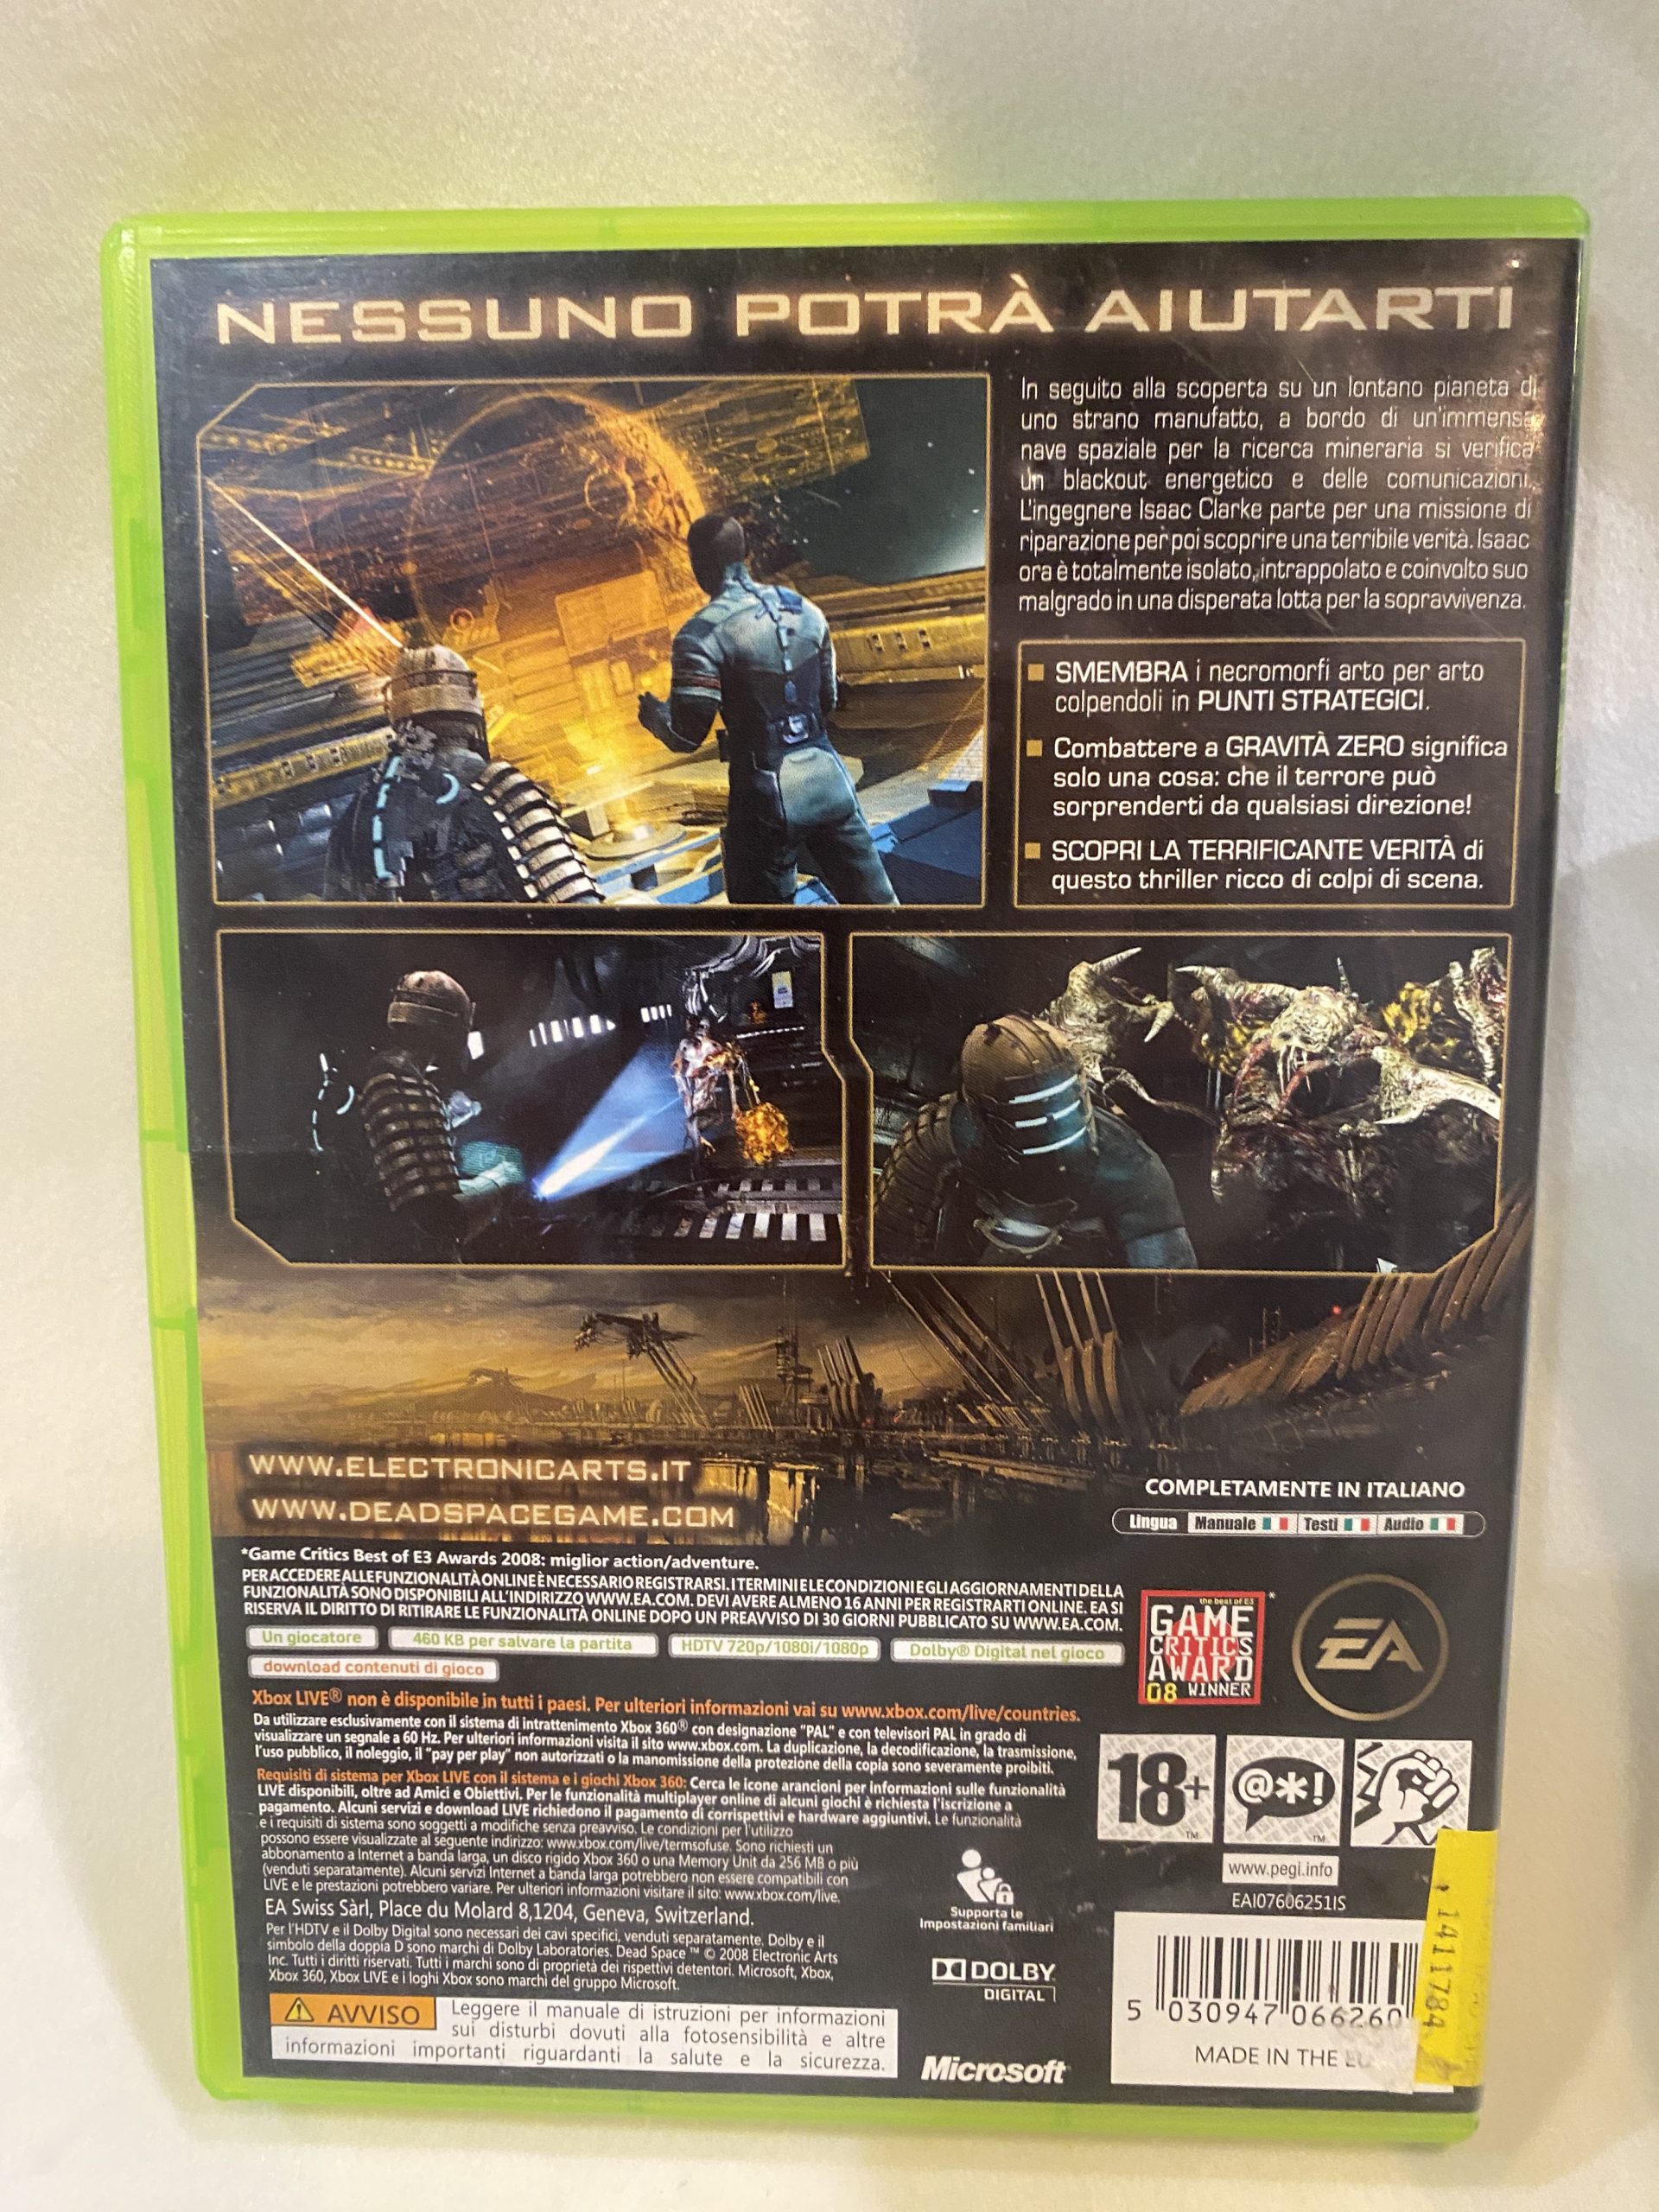 NESSUNO POTRÀ AIUTARTI
In seguito alla scoperta su un lontano pianeta di
uno strano manufatto, a bordo di un'immensa
nave spaziale per la ricerca mineraria si verifica
un blackout energetico e delle comunicazioni.
L'ingegnere Isaac Clarke parte per una missione di
riparazione per poi scoprire una terribile verità. Isaac
ora è totalmente isolato, intrappolato e coinvolto suo
malgrado in una disperata lotta per la sopravvivenza.
SMEMBRA i necromorfi arto per arto
colpendoli in PUNTI STRATEGICI.
Combattere a GRAVITÀ ZERO significa
solo una cosa: che il terrore può
sorprenderti da qualsiasi direzione!
SCOPRI LA TERRIFICANTE VERITÀ di
questo thriller ricco di colpi di scena.
WWW.ELECTRONICARTS.IT
WWW.DEADSPACEGAME.COM
COMPLETAMENTE IN ITALIANO
Lingua Manuale Testi Audio
*Game Critics Best of E3 Awards 2008: miglior action/adventure.
PER ACCEDERE ALLE FUNZIONALITÀ ONLINE È NECESSARIO REGISTRARSI. I TERMINI E LE CONDIZIONI E GLI AGGIORNAMENTI DELLA
FUNZIONALITÀ SONO DISPONIBILI ALL'INDIRIZZO WWW.EA.COM. DEVI AVERE ALMENO 16 ANNI PER REGISTRARTI ONLINE. EA SI
RISERVA IL DIRITTO DI RITIRARE LE FUNZIONALITÀ ONLINE DOPO UN PREAVVISO DI 30 GIORNI PUBBLICATO SU WWW.EA.COM.
Un giocatore 460 KB per salvare la partita HDTV 720p/1080i/1080p Dolby® Digital nel gioco
download contenuti di gioco
the best of E3 *
GAME
CRITICS
AWARD
08 WINNER
EA
Xbox LIVE® non è disponibile in tutti i paesi. Per ulteriori informazioni vai su www.xbox.com/live/countries.
Da utilizzare esclusivamente con il sistema di intrattenimento Xbox 360® con designazione "PAL" e con televisori PAL in grado di
visualizzare un segnale a 60 Hz. Per ulteriori informazioni visita il sito www.xbox.com. La duplicazione, la decodificazione, la trasmissione,
l'uso pubblico, il noleggio, il "pay per play" non autorizzati o la manomissione della protezione della copia sono severamente proibiti.
Requisiti di sistema per Xbox LIVE con il sistema e i giochi Xbox 360: Cerca le icone arancioni per informazioni sulle funzionalità
LIVE disponibili, oltre ad Amici e Obiettivi. Per le funzionalità multiplayer online di alcuni giochi è richiesta l'iscrizione a
pagamento. Alcuni servizi e download LIVE richiedono il pagamento di corrispettivi e hardware aggiuntivi. Le funzionalità
e i requisiti di sistema sono soggetti a modifiche senza preavviso. Le condizioni per l'utilizzo
possono essere visualizzate al seguente indirizzo: www.xbox.com/live/termsofuse. Sono richiesti un
abbonamento a Internet a banda larga, un disco rigido Xbox 360 o una Memory Unit da 256 MB o più
(venduti separatamente). Alcuni servizi Internet a banda larga potrebbero non essere compatibili con
LIVE e le prestazioni potrebbero variare. Per ulteriori informazioni visitare il sito: www.xbox.com/live.
EA Swiss Sàrl, Place du Molard 8,1204, Geneva, Switzerland.
Per l'HDTV e il Dolby Digital sono necessari dei cavi specifici, venduti separatamente. Dolby e il
simbolo della doppia D sono marchi di Dolby Laboratories. Dead Space™ © 2008 Electronic Arts
Inc. Tutti i diritti riservati. Tutti i marchi sono di proprietà dei rispettivi detentori. Microsoft, Xbox,
Xbox 360, Xbox LIVE e i loghi Xbox sono marchi del gruppo Microsoft.
AVVISO
Leggere il manuale di istruzioni per informazioni
sui disturbi dovuti alla fotosensibilità e altre
informazioni importanti riguardanti la salute e la sicurezza.
Supporta le
Impostazioni familiari
DOLBY
DIGITAL
Microsoft
18+ ™
@*! ™
www.pegi.info
EAI07606251IS
5 030947 066260
MADE IN THE
1411784